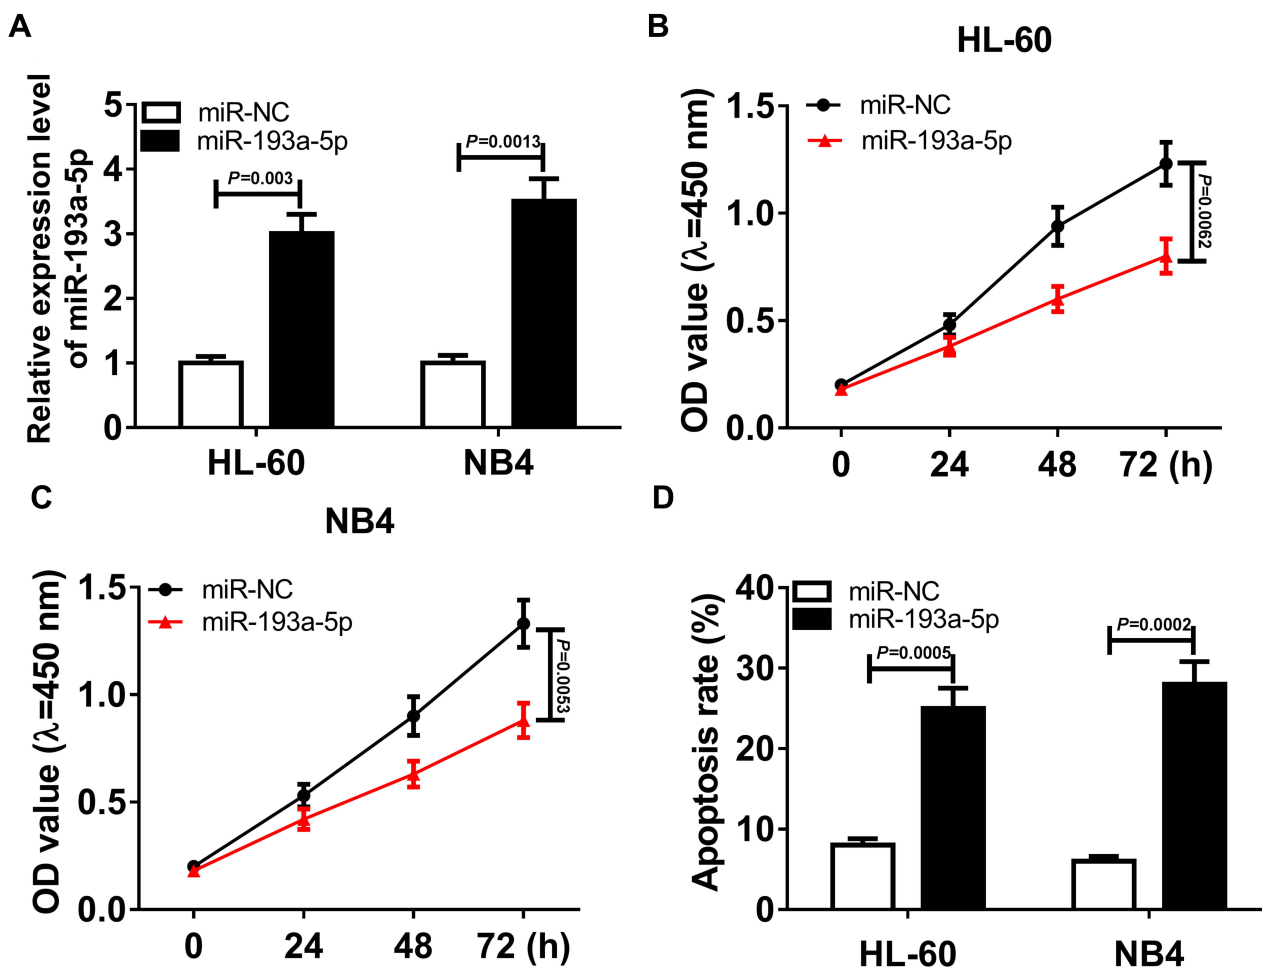 A
Relative expression level
of miR-193a-5p
5
4
3
2
1
0
miR-NC
miR-193a-5p
P=0.003
P=0.0013
HL-60
NB4
B
HL-60
OD value (λ=450 nm)
1.5
1.0
0.5
0.0
miR-NC
miR-193a-5p
P=0.0062
0
24
48
72 (h)
C
NB4
OD value (λ=450 nm)
1.5
1.0
0.5
0.0
miR-NC
miR-193a-5p
P=0.0053
0
24
48
72 (h)
D
Apoptosis rate (%)
40
30
20
10
0
miR-NC
miR-193a-5p
P=0.0005
P=0.0002
HL-60
NB4